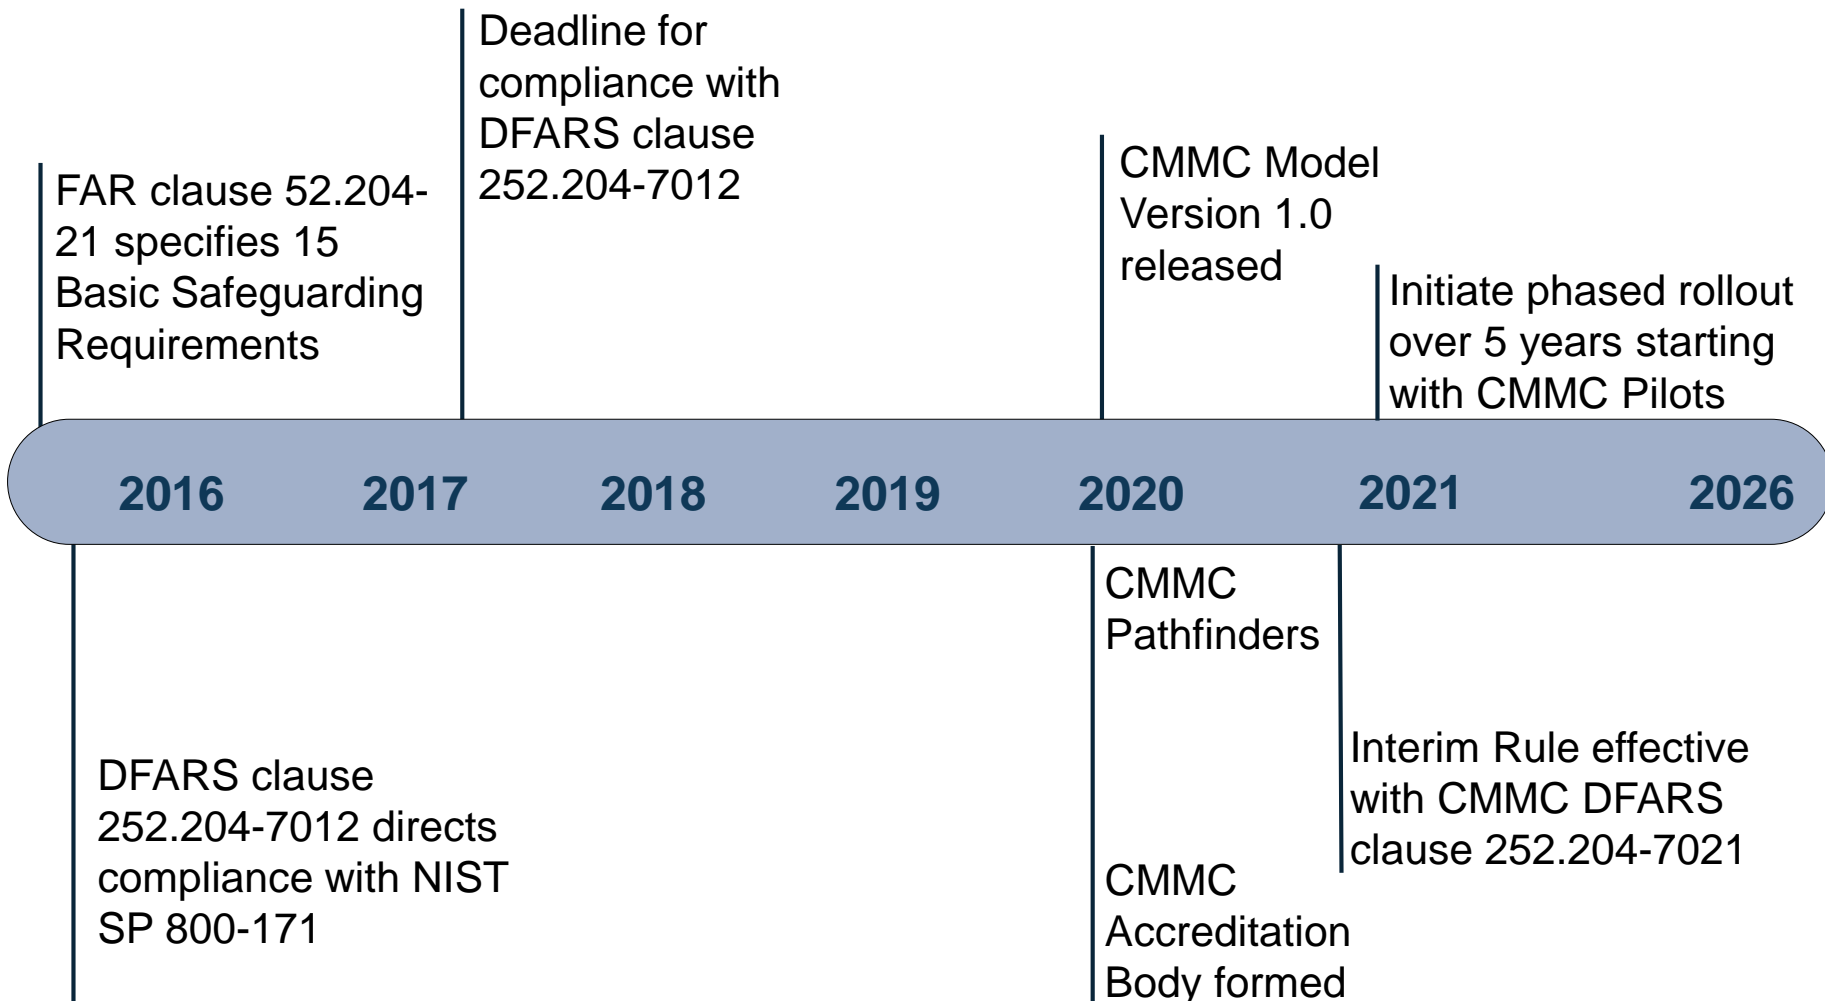 Deadline for
compliance with
DFARS clause
252.204-7012
FAR clause 52.204-
21 specifies 15
Basic Safeguarding
Requirements
CMMC Model
Version 1.0
released
Initiate phased rollout
over 5 years starting
with CMMC Pilots
2016 2017 2018 2019 2020 2021 2026
DFARS clause
252.204-7012 directs
compliance with NIST
SP 800-171
CMMC
Pathfinders
CMMC
Accreditation
Body formed
Interim Rule effective
with CMMC DFARS
clause 252.204-7021